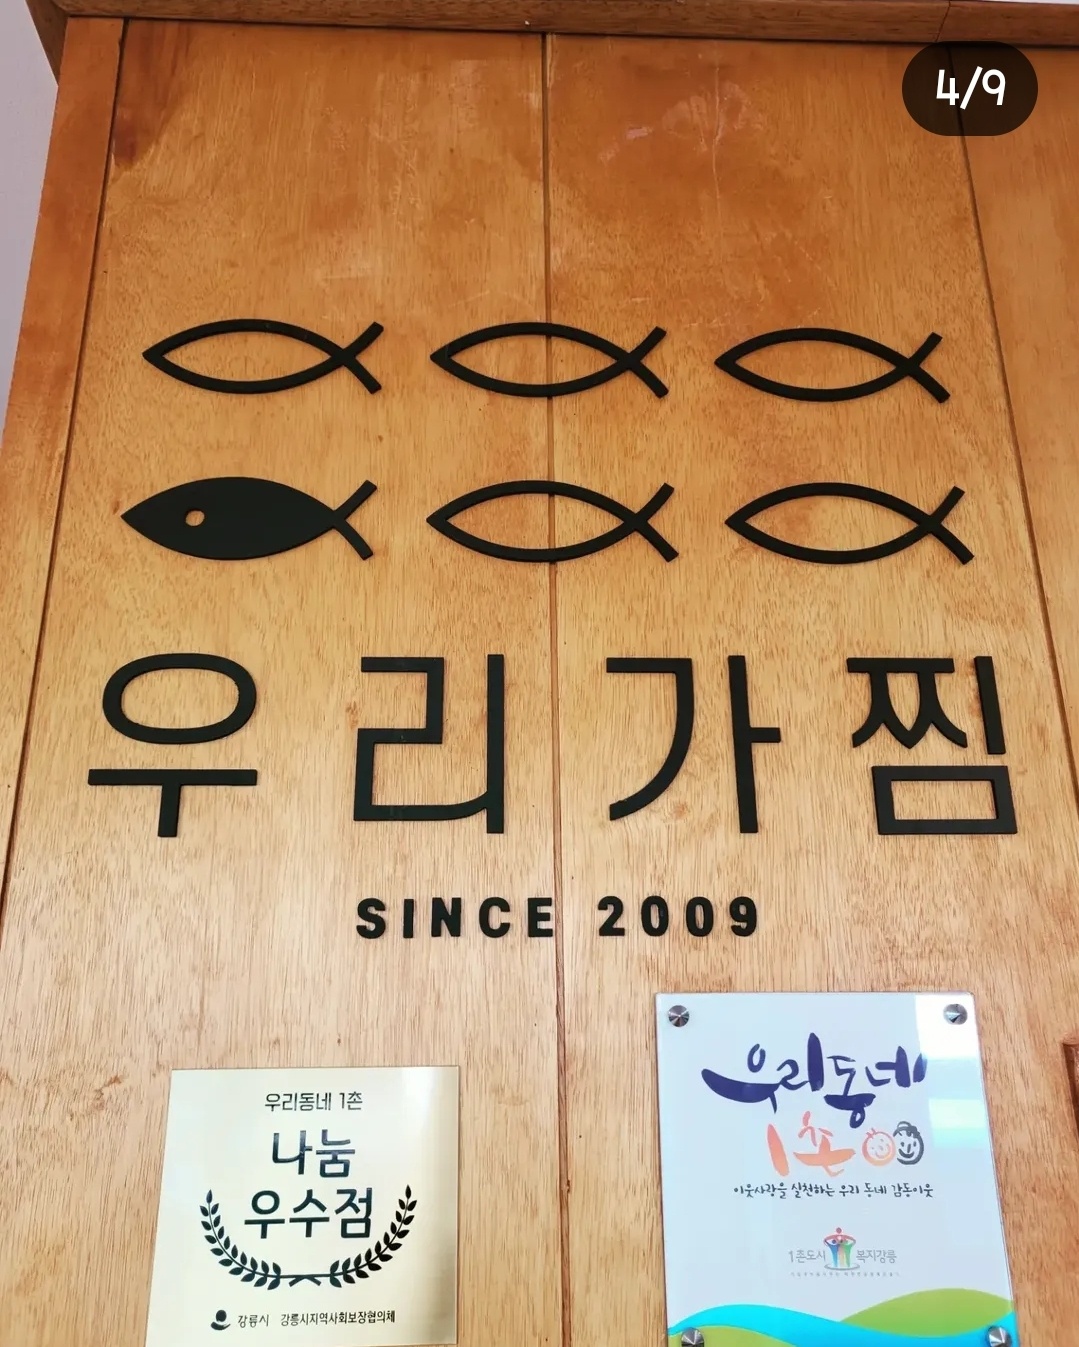 4/9
우리가찜
SINCE 2009
우리동네 1촌
나눔
우수점
강릉시 강릉시지역사회보장협의체
우리동네
1촌
이웃사랑을 실천하는 우리 동네 감동이웃
1촌도시 복지강릉